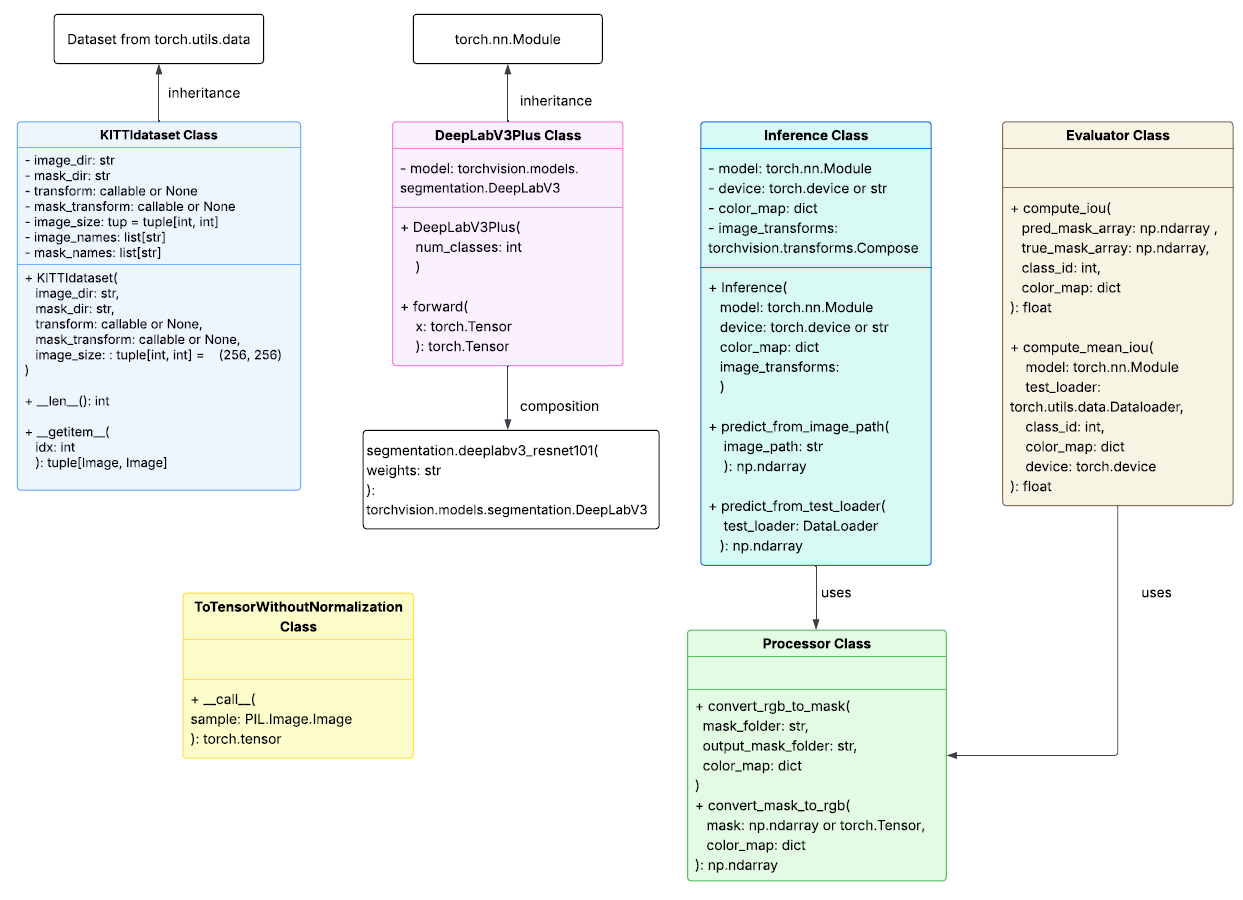 Dataset from torch.utils.data
inheritance
KITTIdataset Class
- image_dir: str
- mask_dir: str
- transform: callable or None
- mask_transform: callable or None
- image_size: tup = tuple[int, int]
- image_names: list[str]
- mask_names: list[str]
+ KITTIdataset(
image_dir: str,
mask_dir: str,
transform: callable or None,
mask_transform: callable or None,
image_size: : tuple[int, int] = (256, 256)
)
+ __len__(): int
+ __getitem__(
idx: int
): tuple[Image, Image]
torch.nn.Module
inheritance
DeepLabV3Plus Class
- model: torchvision.models.
segmentation.DeepLabV3
+ DeepLabV3Plus(
num_classes: int
)
+ forward(
x: torch.Tensor
): torch.Tensor
composition
segmentation.deeplabv3_resnet101(
weights: str
):
torchvision.models.segmentation.DeepLabV3
ToTensorWithoutNormalization
Class
+ __call__(
sample: PIL.Image.Image
): torch.tensor
Inference Class
- model: torch.nn.Module
- device: torch.device or str
- color_map: dict
- image_transforms:
torchvision.transforms.Compose
+ Inference(
model: torch.nn.Module
device: torch.device or str
color_map: dict
image_transforms:
)
+ predict_from_image_path(
image_path: str
): np.ndarray
+ predict_from_test_loader(
test_loader: DataLoader
): np.ndarray
uses
Evaluator Class
+ compute_iou(
pred_mask_array: np.ndarray ,
true_mask_array: np.ndarray,
class_id: int,
color_map: dict
): float
+ compute_mean_iou(
model: torch.nn.Module
test_loader:
torch.utils.data.Dataloader,
class_id: int,
color_map: dict
device: torch.device
): float
uses
Processor Class
+ convert_rgb_to_mask(
mask_folder: str,
output_mask_folder: str,
color_map: dict
)
+ convert_mask_to_rgb(
mask: np.ndarray or torch.Tensor,
color_map: dict
): np.ndarray